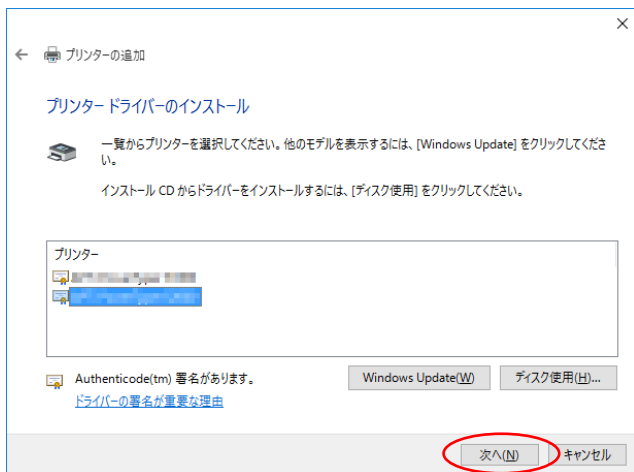 プリンターの追加
プリンター ドライバーのインストール
一覧からプリンターを選択してください。他のモデルを表示するには、[Windows Update] をクリックしてくださ
い。
インストール CD からドライバーをインストールするには、[ディスク使用] をクリックしてください。
プリンター
Authenticode(tm) 署名があります。
Windows Update(W)
ディスク使用(H)...
ドライバーの署名が重要な理由
次へ(N)
キャンセル